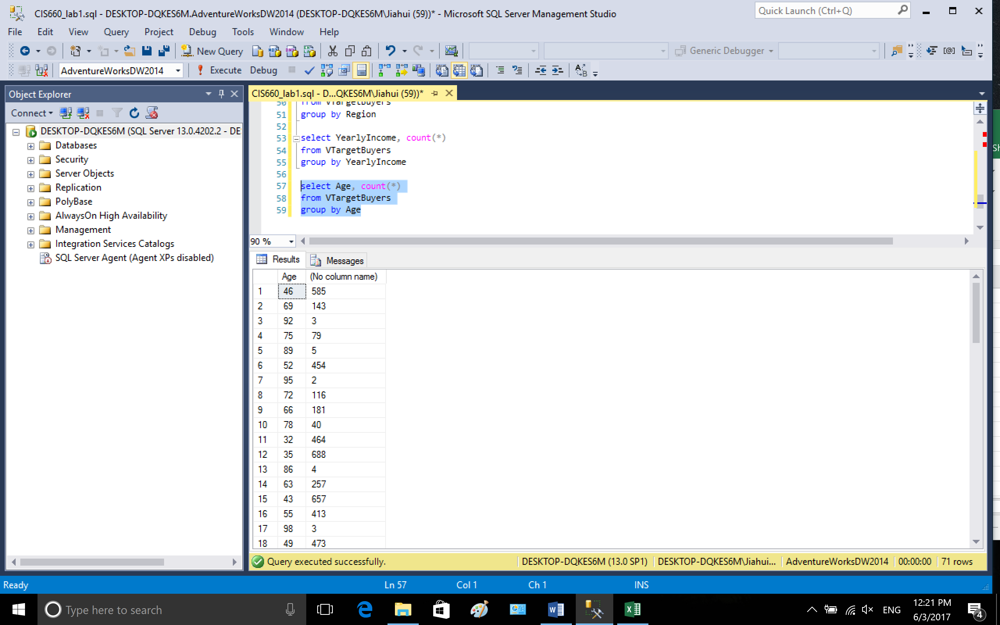 CIS660_lab1.sql - DESKTOP-DQKES6M.AdventureWorksDW2014 (DESKTOP-DQKES6M\Jiahui (59))* - Microsoft SQL Server Management Studio
Quick Launch (Ctrl+Q)
File Edit View Query Project Debug Tools Window Help
New Query
Generic Debugger
AdventureWorksDW2014
Execute Debug
Object Explorer
Connect
DESKTOP-DQKES6M (SQL Server 13.0.4202.2 - DE
Databases
Security
Server Objects
Replication
PolyBase
AlwaysOn High Availability
Management
Integration Services Catalogs
SQL Server Agent (Agent XPs disabled)
CIS660_lab1.sql - D...QKES6M\Jiahui (59))*
50 from VTargetBuyers
51 group by Region
52
53 select YearlyIncome, count(*)
54 from VTargetBuyers
55 group by YearlyIncome
56
57 select Age, count(*)
58 from VTargetBuyers
59 group by Age
90 %
Results Messages
Age (No column name)
1 46 585
2 69 143
3 92 3
4 75 79
5 89 5
6 52 454
7 95 2
8 72 116
9 66 181
10 78 40
11 32 464
12 35 688
13 86 4
14 63 257
15 43 657
16 55 413
17 98 3
18 49 473
Query executed successfully.
DESKTOP-DQKES6M (13.0 SP1) DESKTOP-DQKES6M\Jiahui... AdventureWorksDW2014 00:00:00 71 rows
Ready Ln 57 Col 1 Ch 1 INS
Type here to search
ENG
12:21 PM
6/3/2017
4